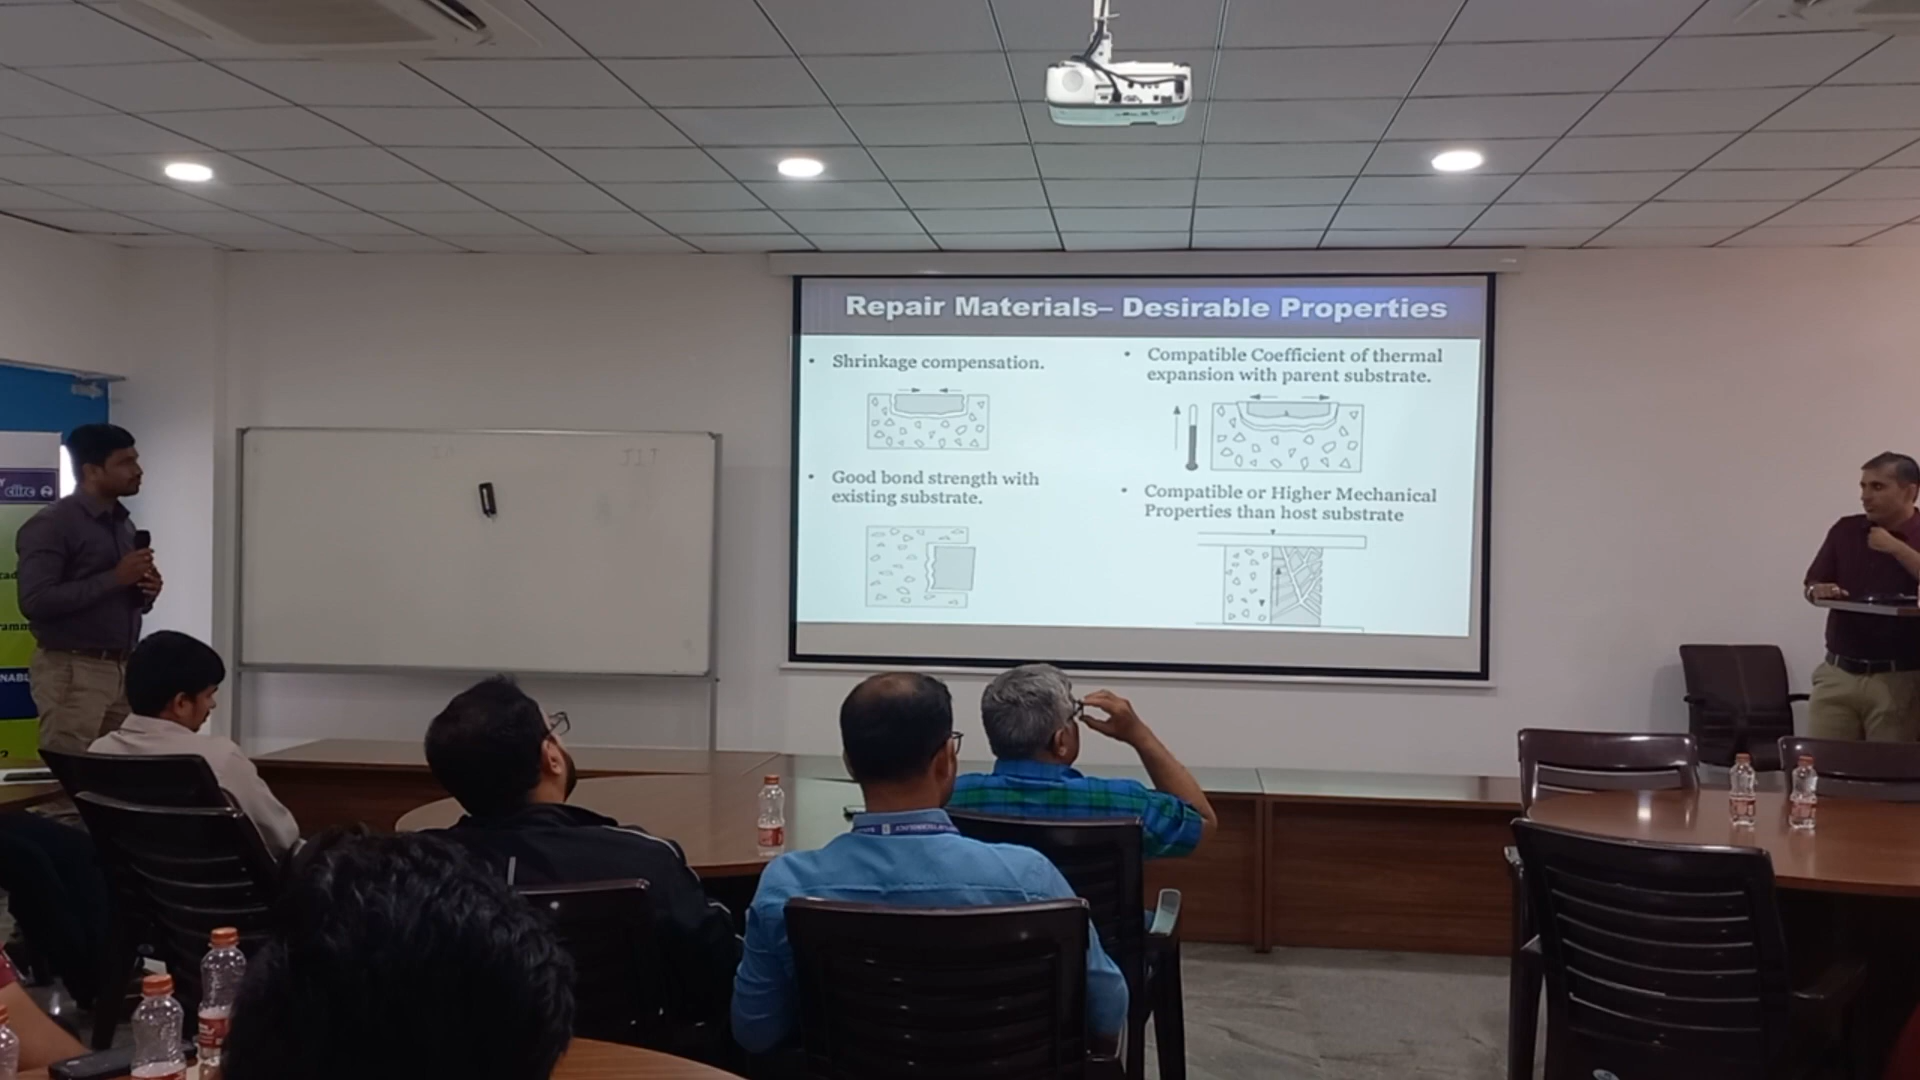 Repair Materials– Desirable Properties
• Shrinkage compensation.
• Good bond strength with
existing substrate.
• Compatible Coefficient of thermal
expansion with parent substrate.
• Compatible or Higher Mechanical
Properties than host substrate
ciirc